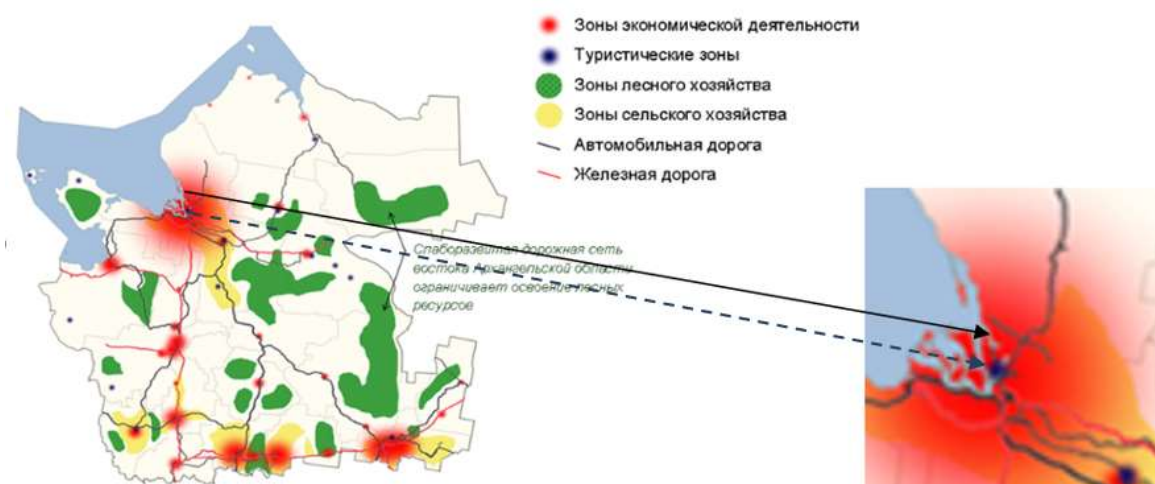 Зоны экономической деятельности
Туристические зоны
Зоны лесного хозяйства
Зоны сельского хозяйства
Автомобильная дорога
Железная дорога
Слаборазвитая дорожная сеть
востока Архангельской области
ограничивает освоение лесных
ресурсов